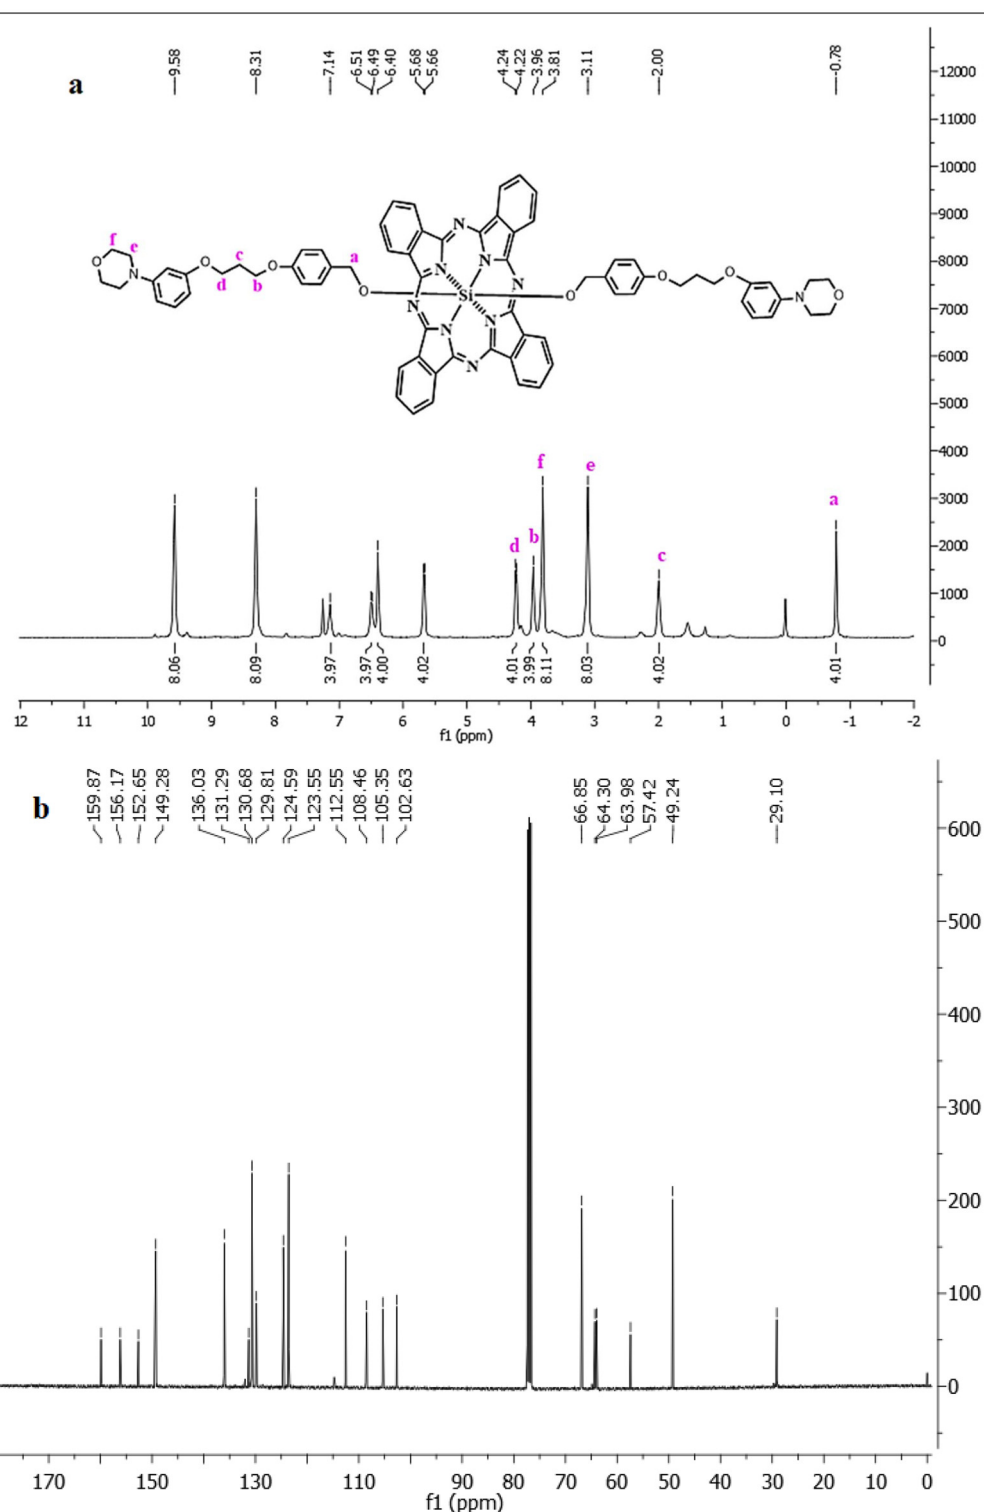 a
9.58
8.31
7.14
6.51
6.49
6.40
5.68
5.66
4.24
4.22
3.96
3.81
3.11
2.00
-0.78
12000
11000
10000
9000
8000
7000
6000
5000
4000
3000
2000
1000
0
f
e
O
N
O
c
d
b
O
a
O
N
N
N
N
Si
N
N
N
N
O
O
O
N
O
d
b
f
e
c
a
8.06
8.09
3.97
3.97
4.00
4.02
4.01
3.99
8.11
8.03
4.02
4.01
12 11 10 9 8 7 6 5 4 3 2 1 0 -1 -2
f1 (ppm)
b
159.87
156.17
152.65
149.28
136.03
131.29
130.68
129.81
124.59
123.55
112.55
108.46
105.35
102.63
66.85
64.30
63.98
57.42
49.24
29.10
600
500
400
300
200
100
0
170 150 130 110 90 80 70 60 50 40 30 20 10 0
f1 (ppm)